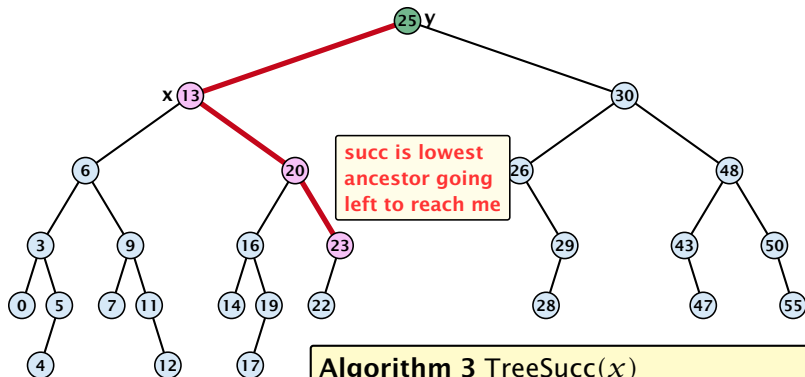 25 y
x 13 30
6 20 26 48
succ is lowest
ancestor going
left to reach me
3 9 16 23 29 43 50
0 5 7 11 14 19 22 28 47 55
4 12 17
Algorithm 3 TreeSucc(x)